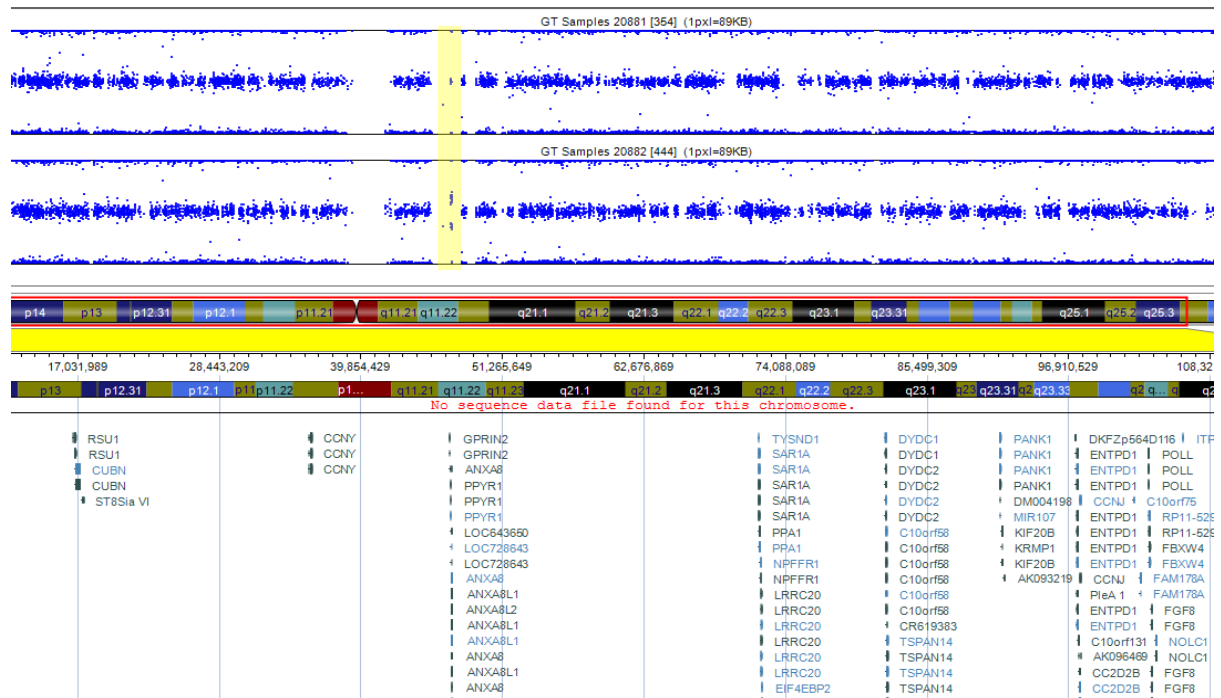 GT Samples 20881 [354] (1pxl=89KB)
GT Samples 20882 [444] (1pxl=89KB)
p14 p13 p12.31 p12.1 p11.21 q11.21 q11.22 q21.1 q21.2 q21.3 q22.1 q22.2 q22.3 q23.1 q23.31 q25.1 q25.2 q25.3
17,031,989 28,443,209 39,854,429 51,265,649 62,676,869 74,088,089 85,499,309 96,910,529 108,32
p13 p12.31 p12.1 p11 p11.22 p1... q11.21 q11.22 q11.23 q21.1 q21.2 q21.3 q22.1 q22.2 q22.3 q23.1 q23 q23.31 q2 q23.33 q2 q... q2
No sequence data file found for this chromosome.
RSU1 CCNY GPRIN2 TYSND1 DYDC1 PANK1 DKFZp564D116 ITP
RSU1 CCNY GPRIN2 SAR1A DYDC1 PANK1 ENTPD1 POLL
CUBN CCNY ANXA8 SAR1A DYDC2 PANK1 ENTPD1 POLL
CUBN PPYR1 SAR1A DYDC2 PANK1 ENTPD1 POLL
ST8Sia VI PPYR1 SAR1A DYDC2 DM004198 CCNJ C10orf75
PPYR1 SAR1A DYDC2 MIR107 ENTPD1 RP11-529
LOC643650 PPA1 C10orf58 KIF20B ENTPD1 RP11-529
LOC728643 PPA1 C10orf58 KRMP1 ENTPD1 FBXW4
LOC728643 NPFFR1 C10orf58 KIF20B ENTPD1 FBXW4
ANXA8 NPFFR1 C10orf58 AK093219 CCNJ FAM178A
ANXA8L1 LRRC20 C10orf58 PleA 1 FAM178A
ANXA8L2 LRRC20 C10orf58 ENTPD1 FGF8
ANXA8L1 LRRC20 CR619383 ENTPD1 FGF8
ANXA8L1 LRRC20 TSPAN14 C10orf131 NOLC1
ANXA8 LRRC20 TSPAN14 AK096469 NOLC1
ANXA8L1 LRRC20 TSPAN14 CC2D2B FGF8
ANXA8 EIF4EBP2 TSPAN14 CC2D2B FGF8